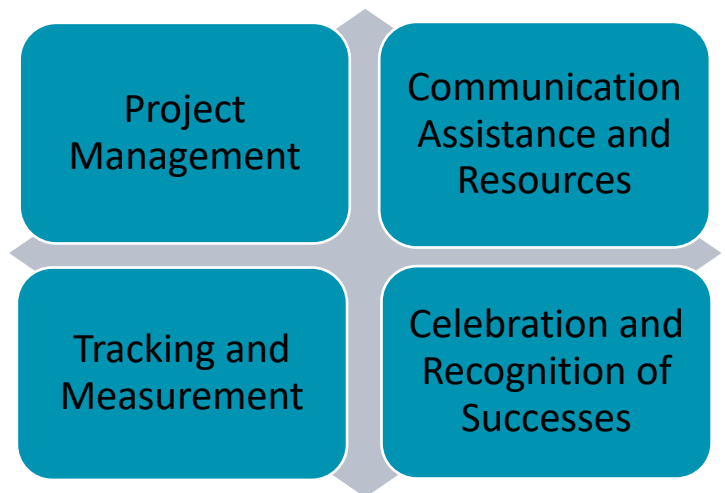 Project
Management
Communication
Assistance and
Resources
Tracking and
Measurement
Celebration and
Recognition of
Successes